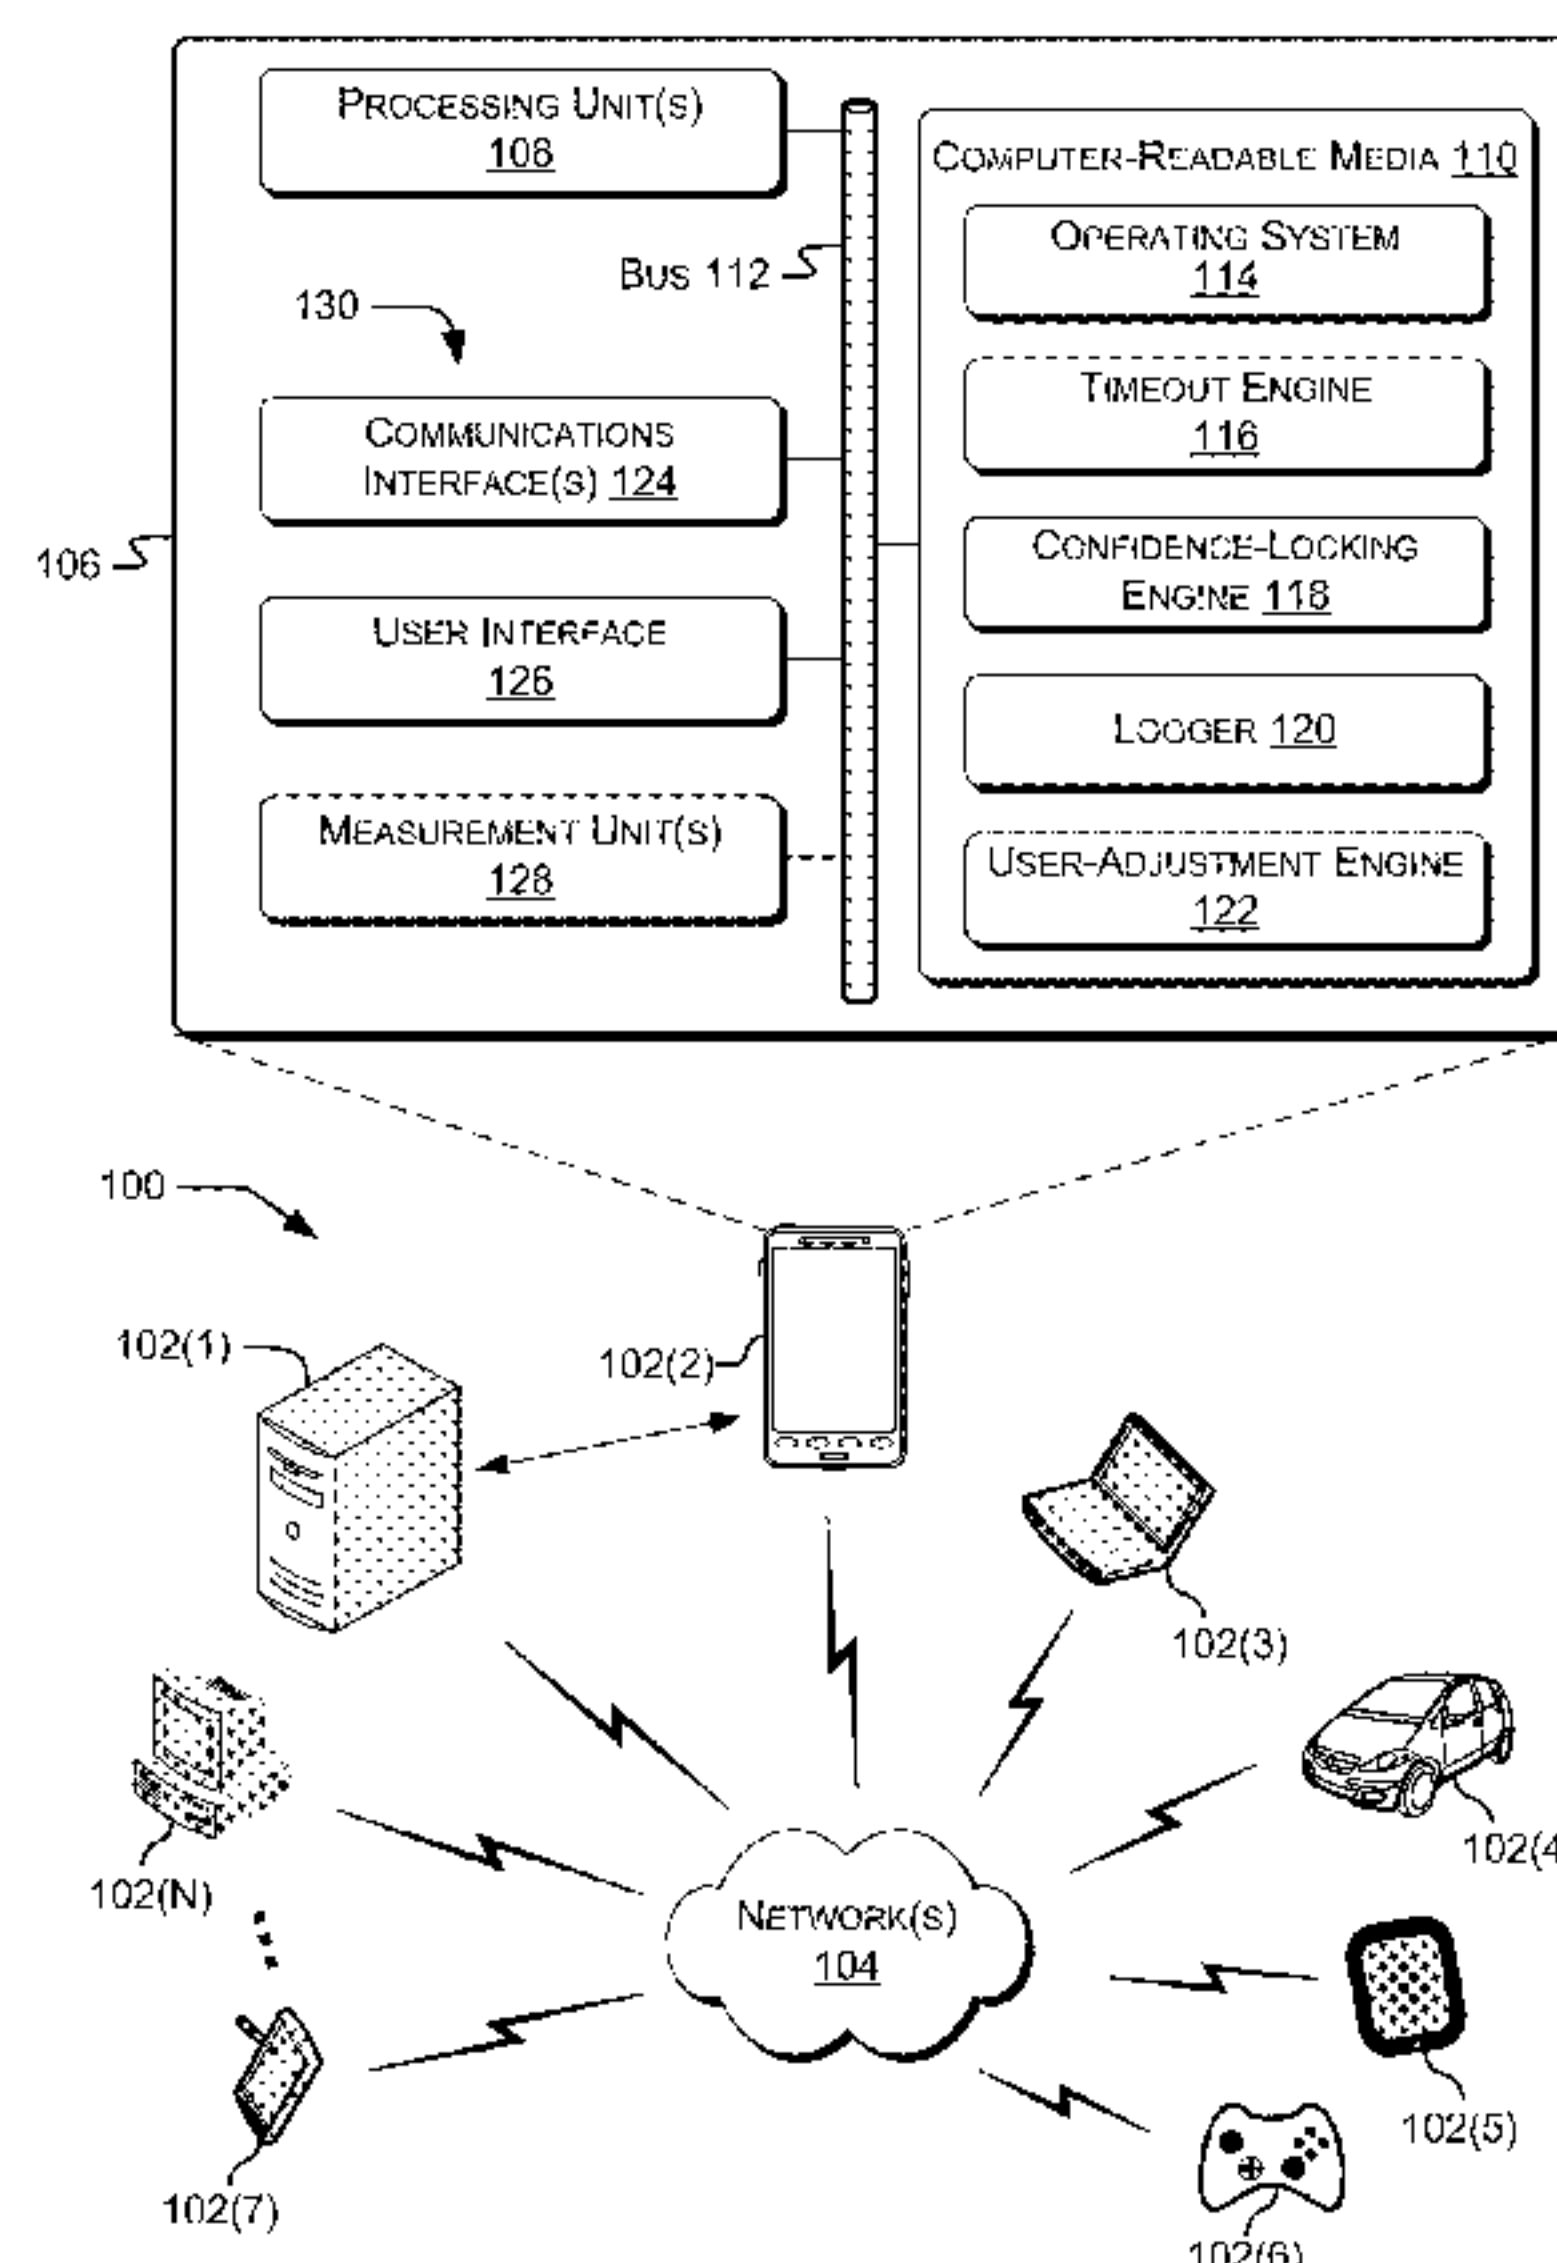 PROCESSING UNIT(S)
108
COMPUTER-READABLE MEDIA 110
OPERATING SYSTEM
114
BUS 112
130
TIMEOUT ENGINE
116
COMMUNICATIONS
INTERFACE(S) 124
106
CONFIDENCE-LOCKING
ENGINE 118
USER INTERFACE
126
LOGGER 120
MEASUREMENT UNIT(S)
128
USER-ADJUSTMENT ENGINE
122
100
102(1)
102(2)
102(3)
102(4
102(N)
NETWORK(S)
104
102(5)
102(7)
102(6)